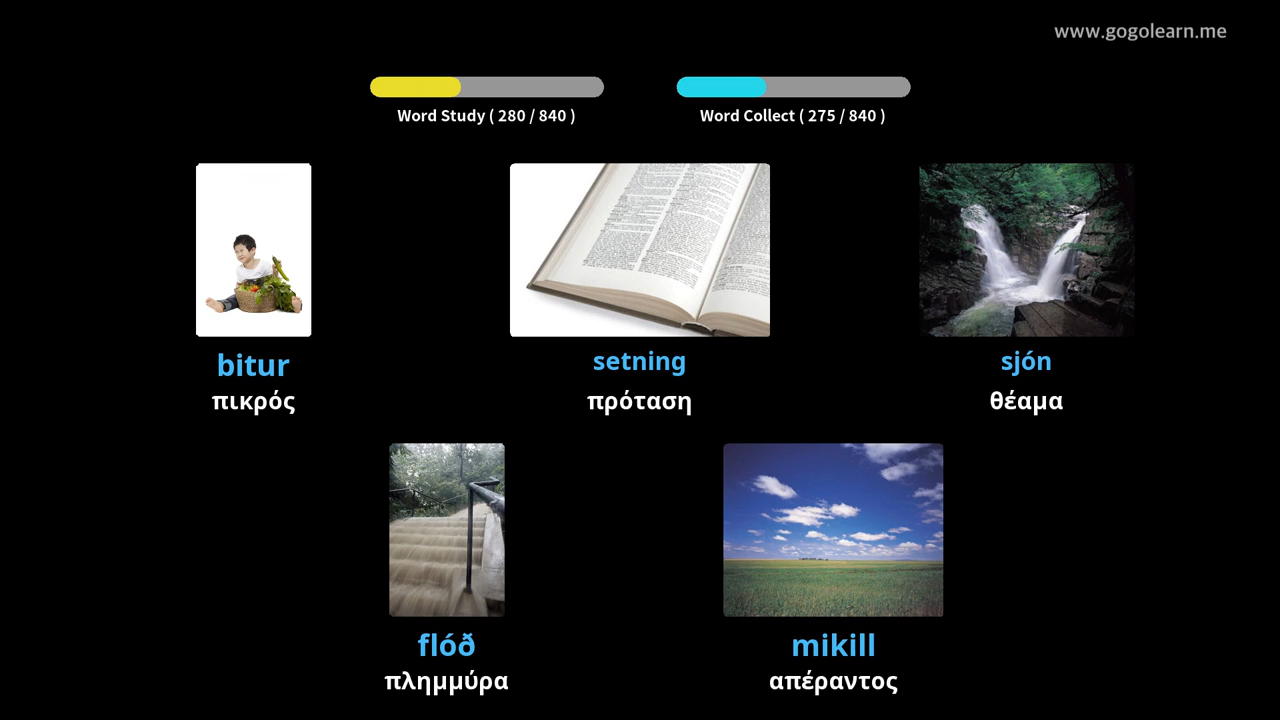 www.gogolearn.me
Word Study ( 280 / 840 )
Word Collect ( 275 / 840 )
bitur
πικρός
setning
πρόταση
sjón
θέαμα
flóð
πλημμύρα
mikill
απέραντος